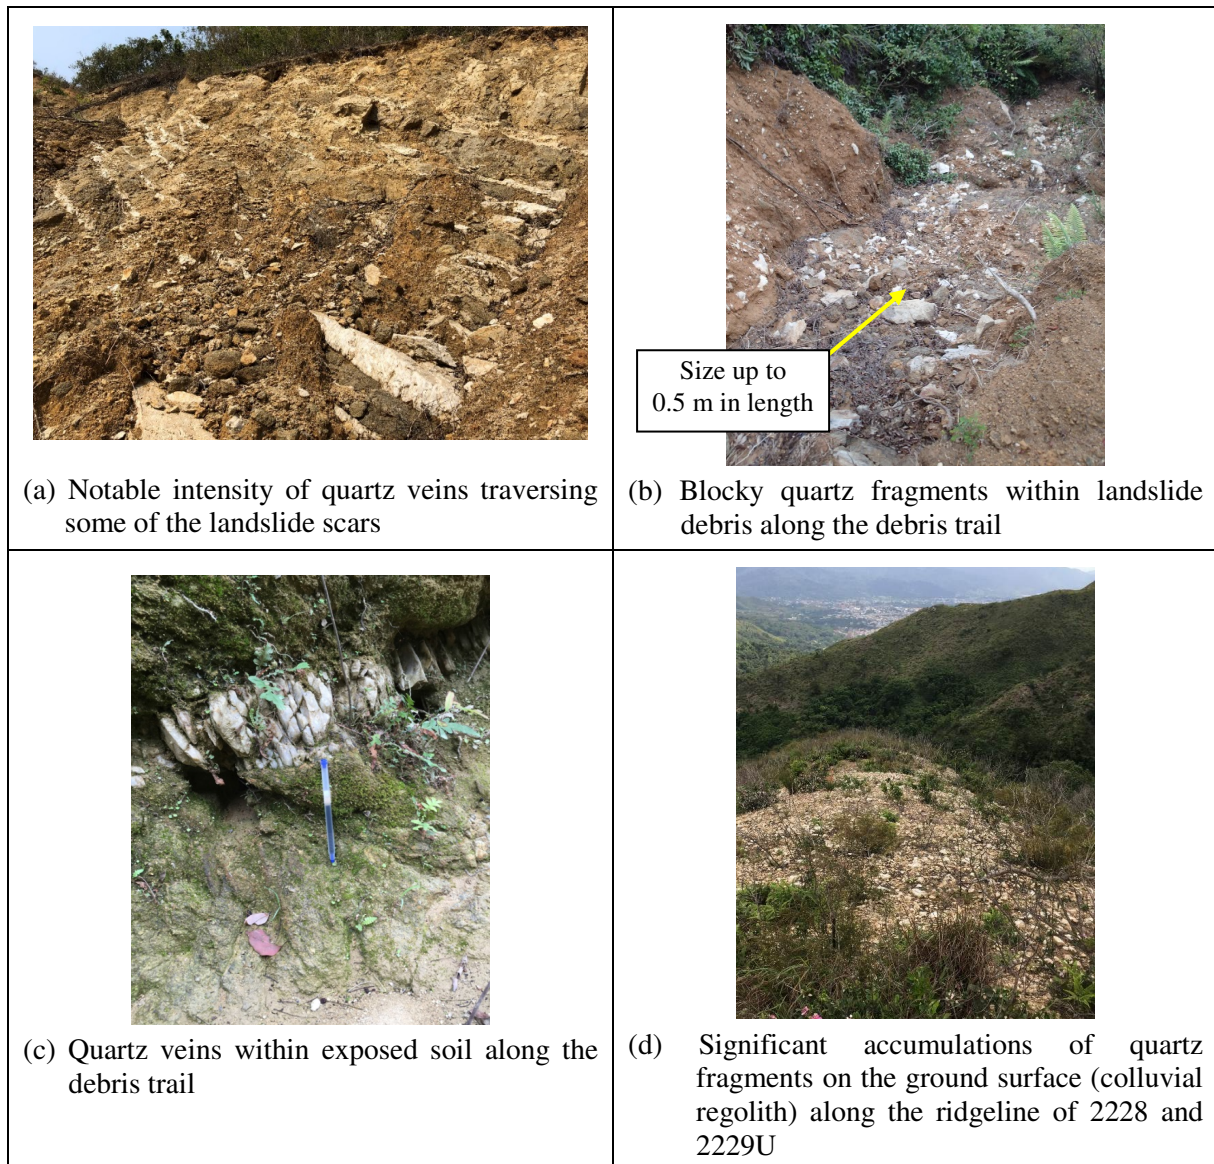 (a) Notable intensity of quartz veins traversing
some of the landslide scars
Size up to
0.5 m in length
(b) Blocky quartz fragments within landslide
debris along the debris trail
(c) Quartz veins within exposed soil along the
debris trail
(d) Significant accumulations of quartz
fragments on the ground surface (colluvial
regolith) along the ridgeline of 2228 and
2229U